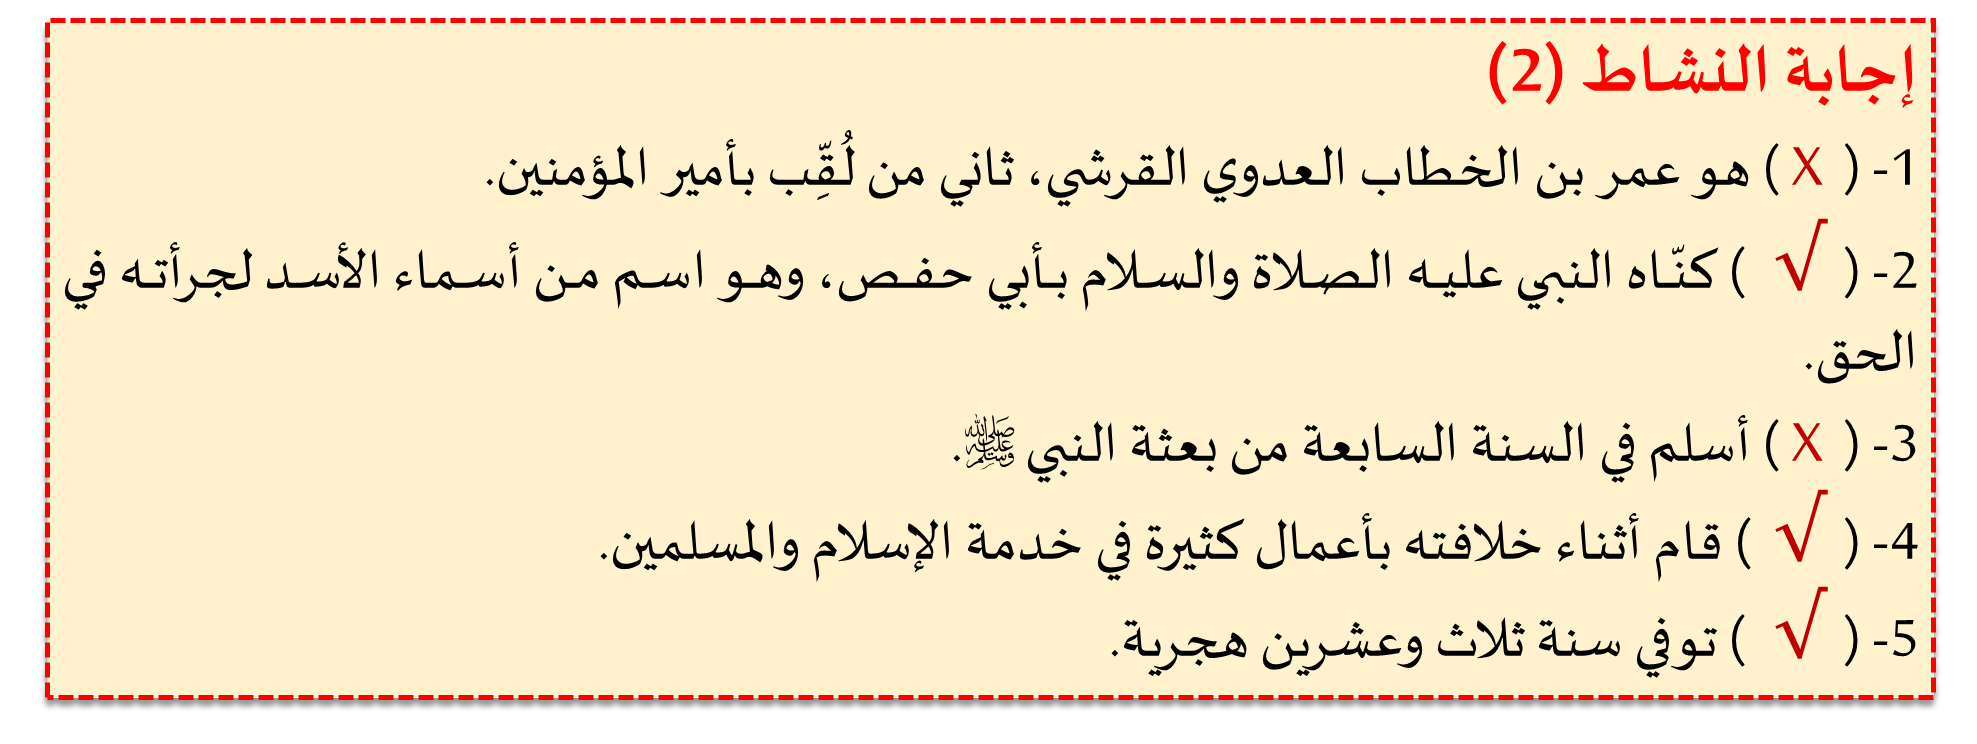 إجابة النشاط (2)
1- ( X ) هو عمر بن الخطاب العدوي القرشي، ثاني من لُقِّب بأمير المؤمنين.
2- ( √ ) كنّاه النبي عليه الصلاة والسلام بأبي حفص، وهو اسم من أسماء الأسد لجرأته في
الحق.
3- ( X ) أسلم في السنة السابعة من بعثة النبي ﷺ.
4- ( √ ) قام أثناء خلافته بأعمال كثيرة في خدمة الإسلام والمسلمين.
5- ( √ ) توفي سنة ثلاث وعشرين هجرية.